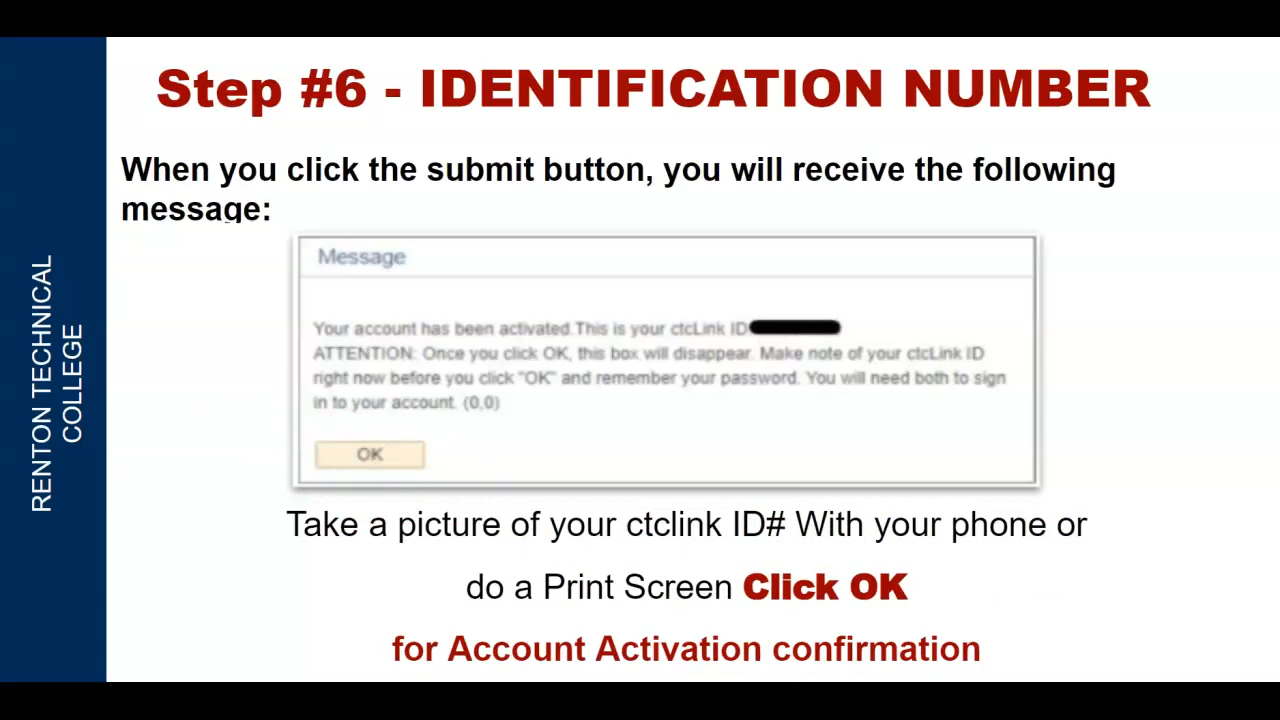 Step #6 - IDENTIFICATION NUMBER
When you click the submit button, you will receive the following
message:
Message
Your account has been activated.This is your ctcLink ID
ATTENTION: Once you click OK, this box will disappear. Make note of your ctcLink ID
right now before you click "OK" and remember your password. You will need both to sign
in to your account. (0,0)
OK
Take a picture of your ctclink ID# With your phone or
do a Print Screen Click OK
for Account Activation confirmation
RENTON TECHNICAL
COLLEGE